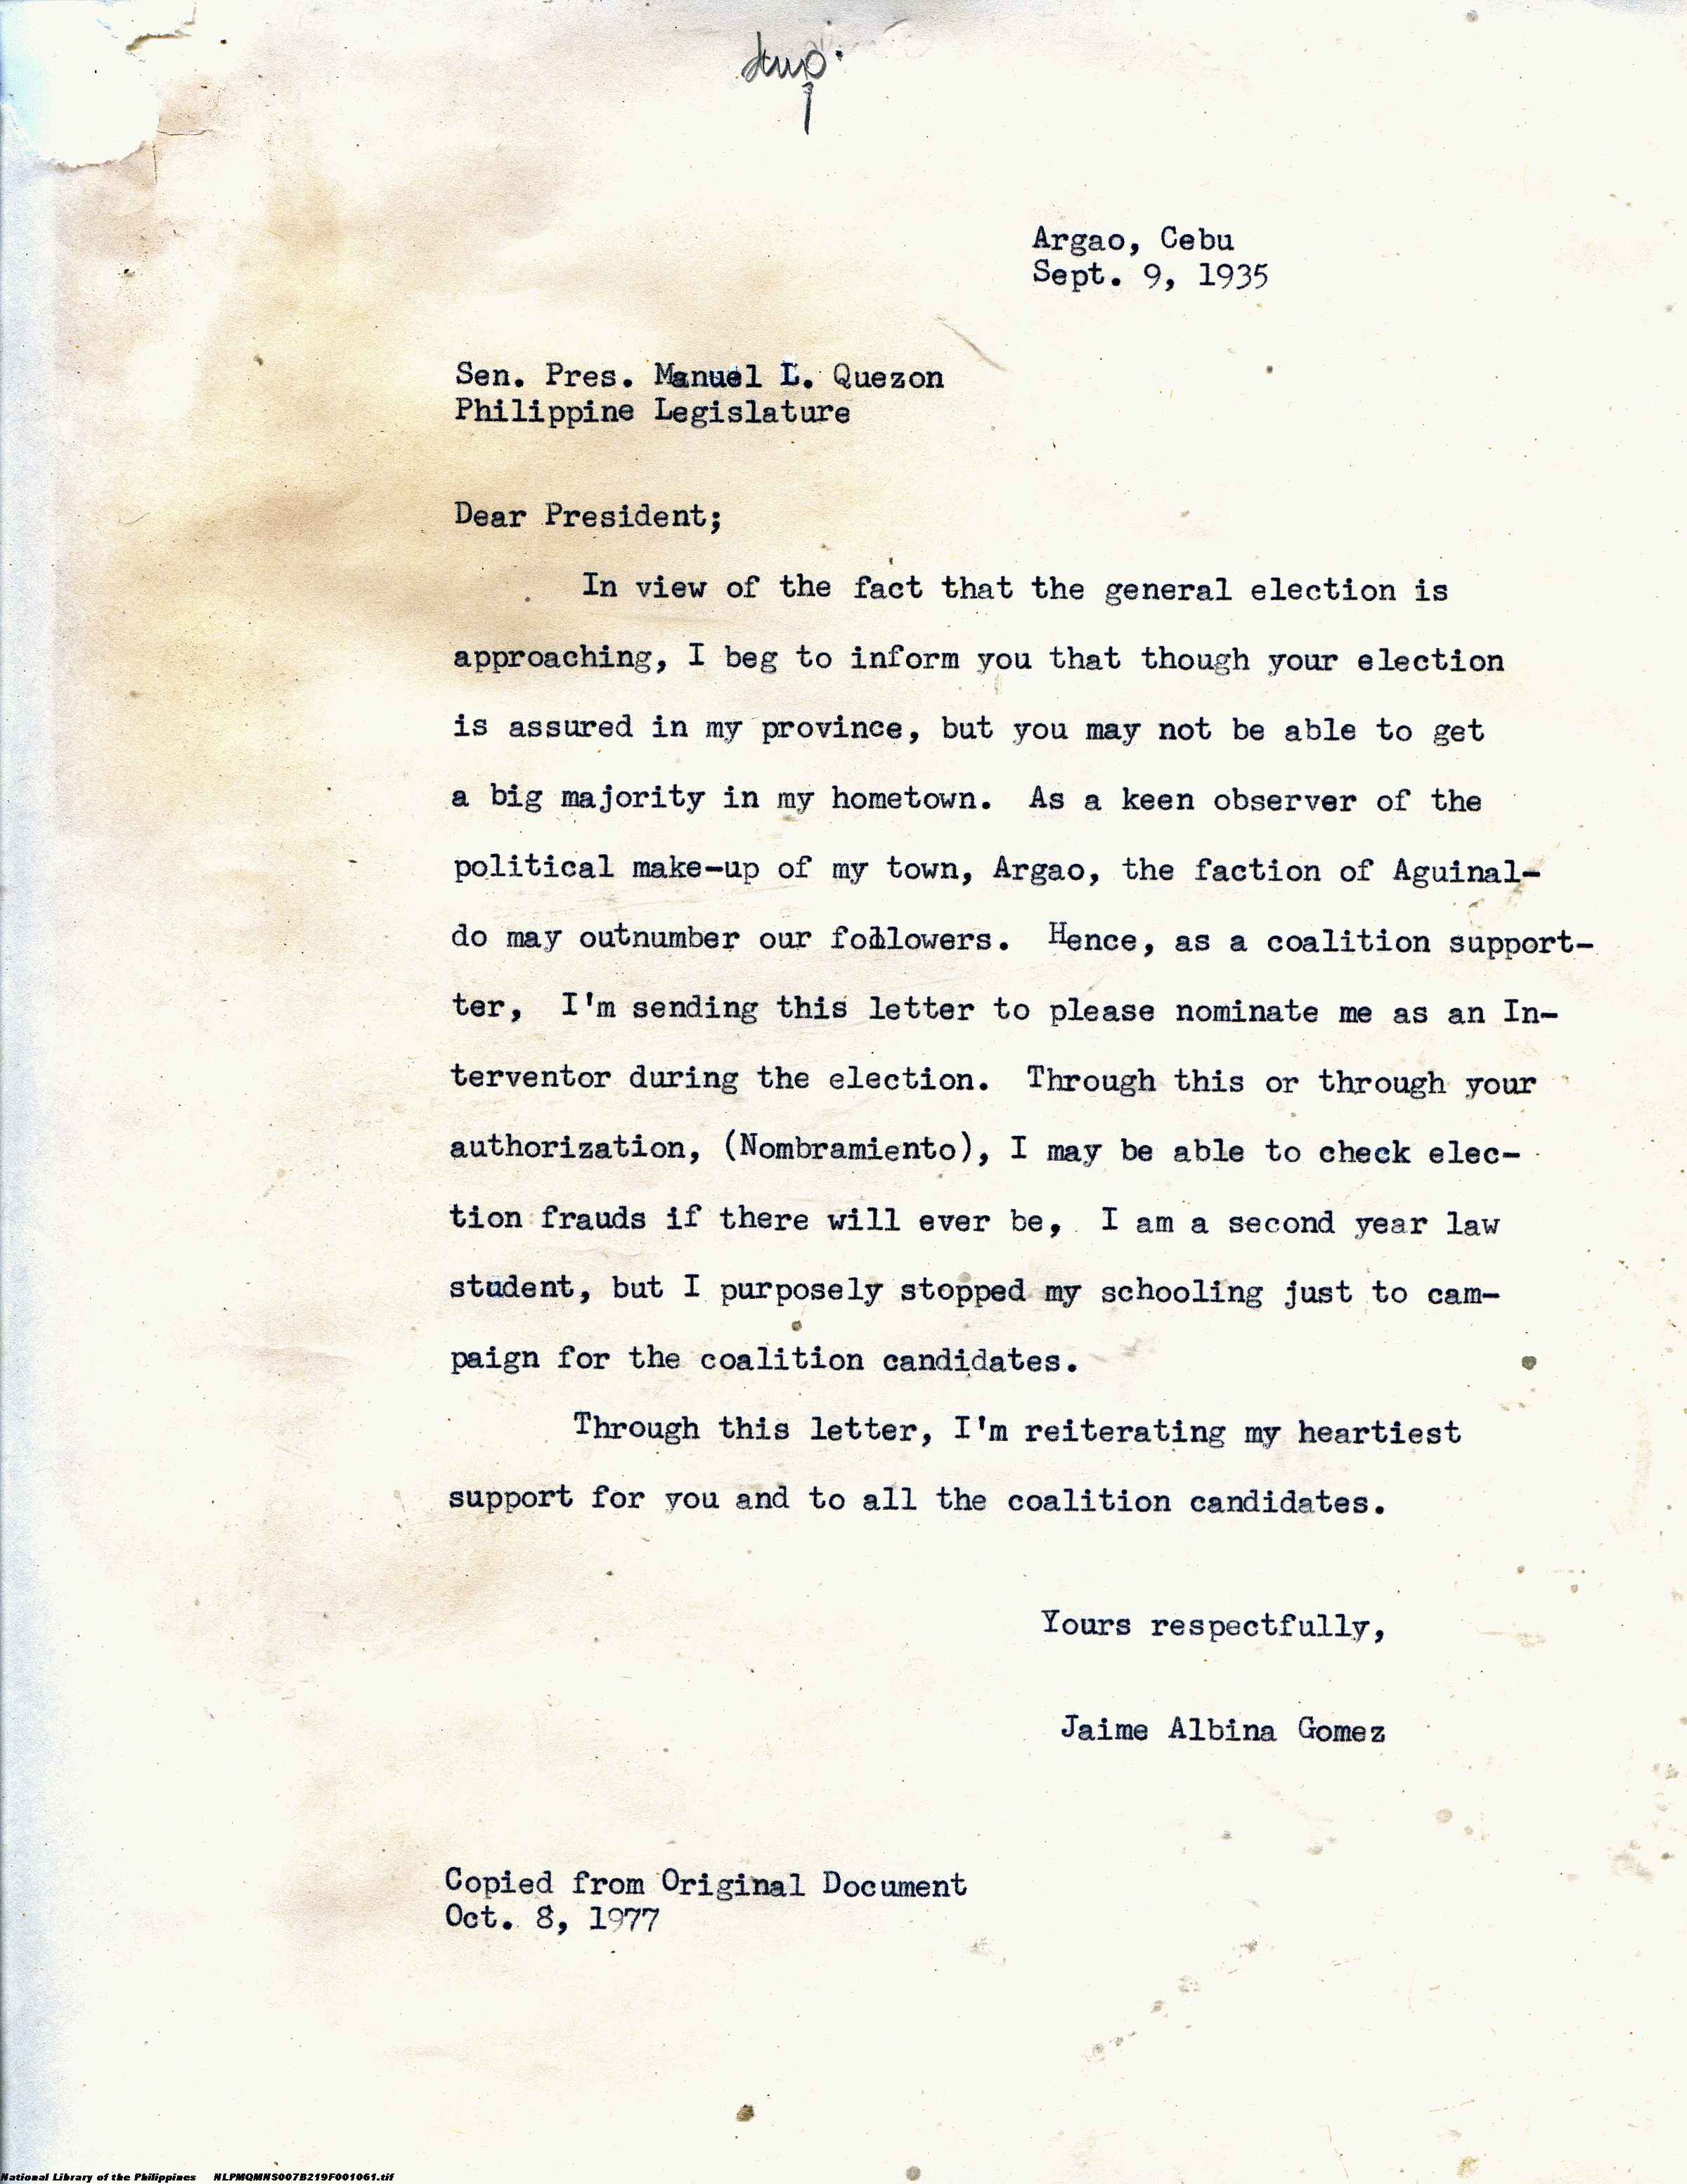 Argao, Cebu
Sept. 9, 1935
Sen. Pres. Manuel L. Quezon
Philippine Legislature
Dear President;
In view of the fact that the general election is
approaching, I beg to inform you that though your election
is assured in my province, but you may not be able to get
a big majority in my hometown. As a keen observer of the
political make-up of my town, Argao, the faction of Aguinal-
do may outnumber our followers. Hence, as a coalition support-
ter, I'm sending this letter to please nominate me as an In-
terventor during the election. Through this or through your
authorization, (Nombramiento), I may be able to check elec-
tion frauds if there will ever be, I am a second year law
student, but I purposely stopped my schooling just to cam-
paign for the coalition candidates.
Through this letter, I'm reiterating my heartiest
support for you and to all the coalition candidates.
Yours respectfully,
Jaime Albina Gomez
Copied from Original Document
Oct. 8, 1977
National Library of the Philippines NLPMQMNS007B219F001061.tif